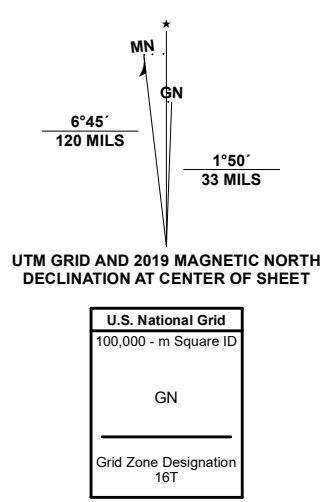 ★
MN
GN
6°45´
120 MILS
1°50´
33 MILS
UTM GRID AND 2019 MAGNETIC NORTH
DECLINATION AT CENTER OF SHEET
U.S. National Grid
100,000 - m Square ID
GN
Grid Zone Designation
16T